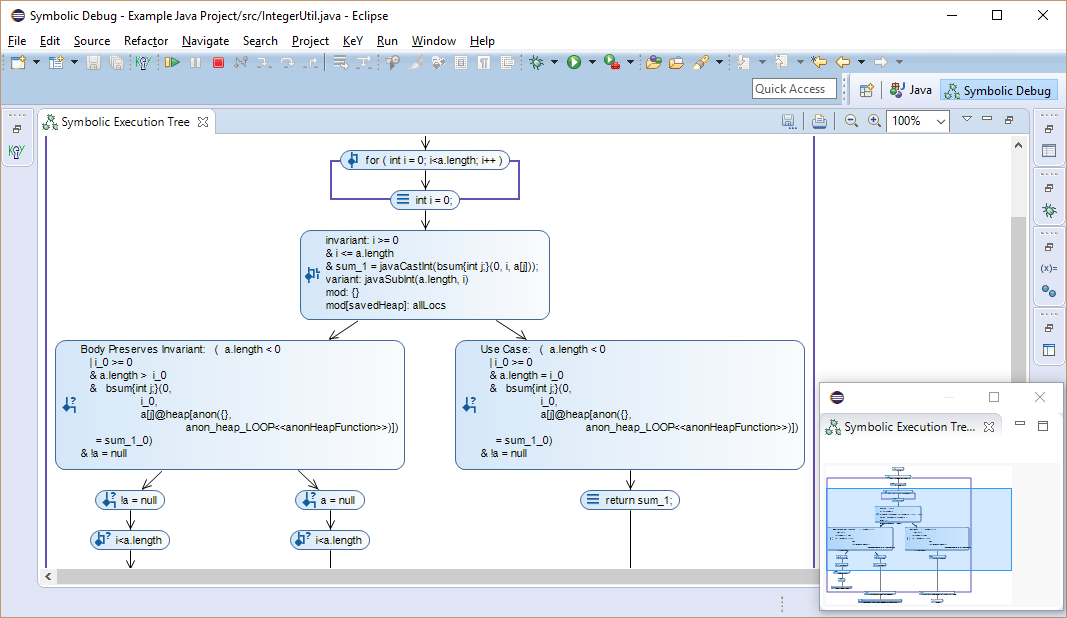 Symbolic Debug - Example Java Project/src/IntegerUtil.java - Eclipse
File Edit Source Refactor Navigate Search Project KeY Run Window Help
Quick Access
Java
Symbolic Debug
Symbolic Execution Tree
100%
KeY
for ( int i = 0; i<a.length; i++ )
int i = 0;
invariant: i >= 0
& i <= a.length
& sum_1 = javaCastInt(bsum{int j;}(0, i, a[j]));
variant: javaSubInt(a.length, i)
mod: {}
mod[savedHeap]: allLocs
(x)=
Body Preserves Invariant: ( a.length < 0
| i_0 >= 0
& a.length > i_0
& bsum{int j;}(0,
i_0,
a[j]@heap[anon({},
anon_heap_LOOP<<anonHeapFunction>>)])
= sum_1_0)
& !a = null
Use Case: ( a.length < 0
| i_0 >= 0
& a.length = i_0
& bsum{int j;}(0,
i_0,
a[j]@heap[anon({},
anon_heap_LOOP<<anonHeapFunction>>)])
= sum_1_0)
& !a = null
!a = null
a = null
return sum_1;
i<a.length
i<a.length
Symbolic Execution Tre...